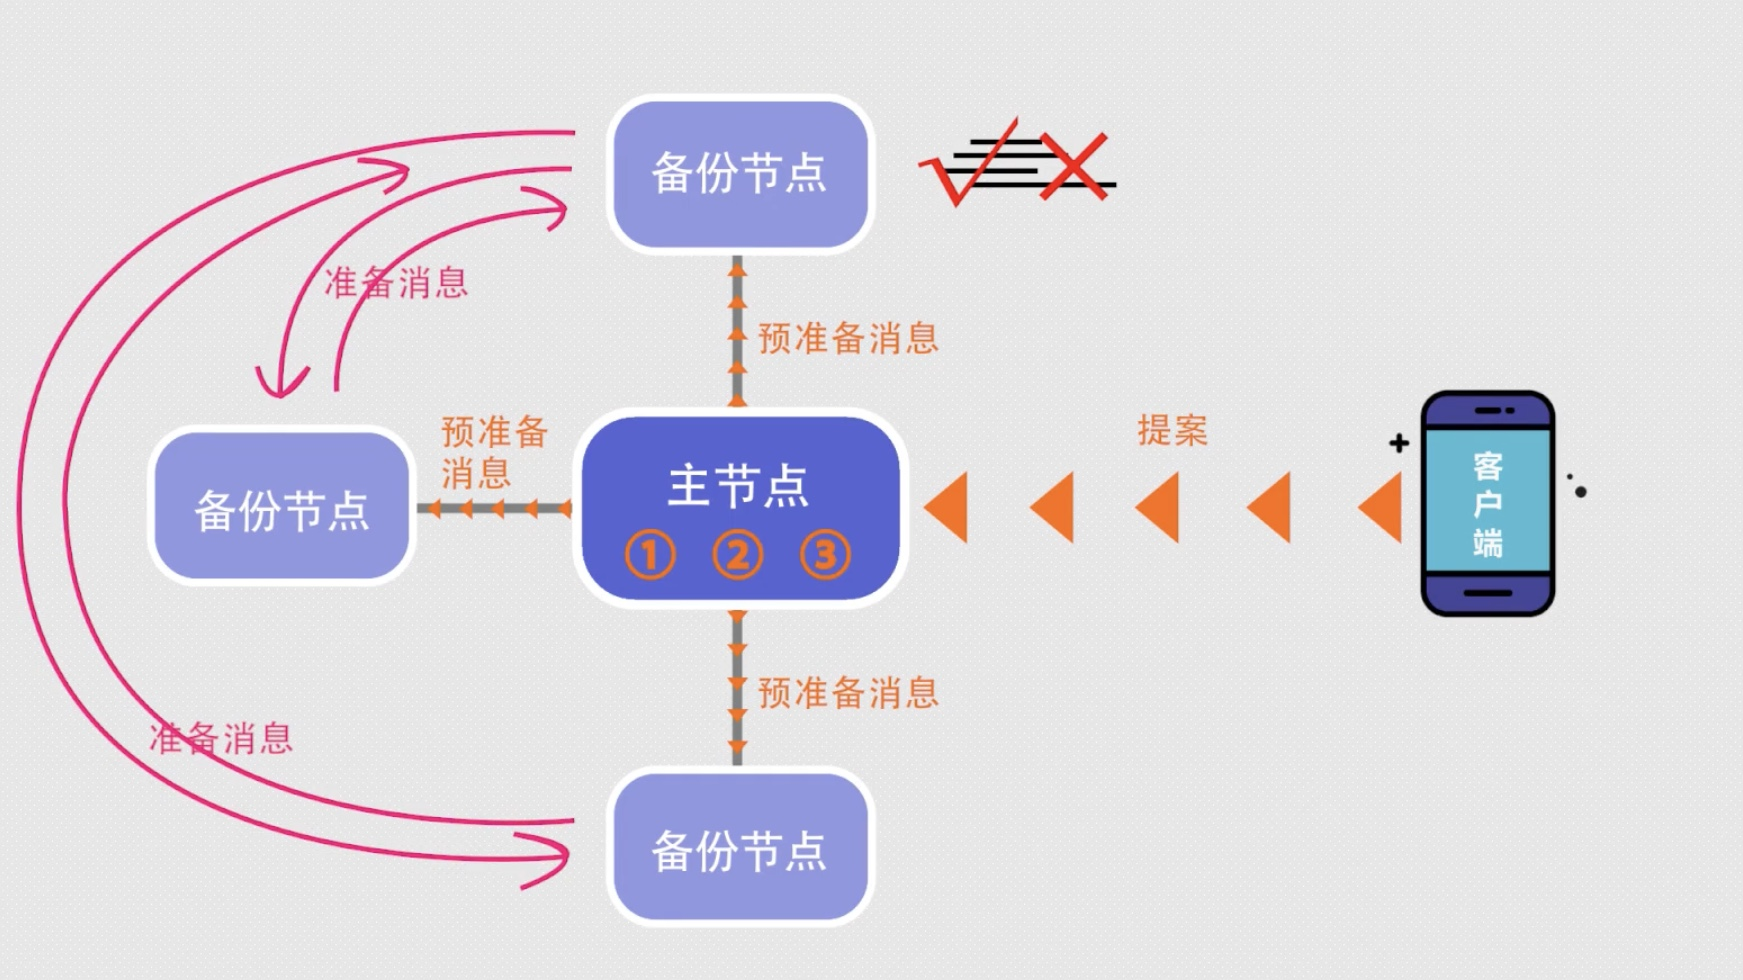 备份节点
准备消息
预准备消息
提案
预准备
消息
主节点
① ② ③
备份节点
客
户
端
预准备消息
准备消息
备份节点